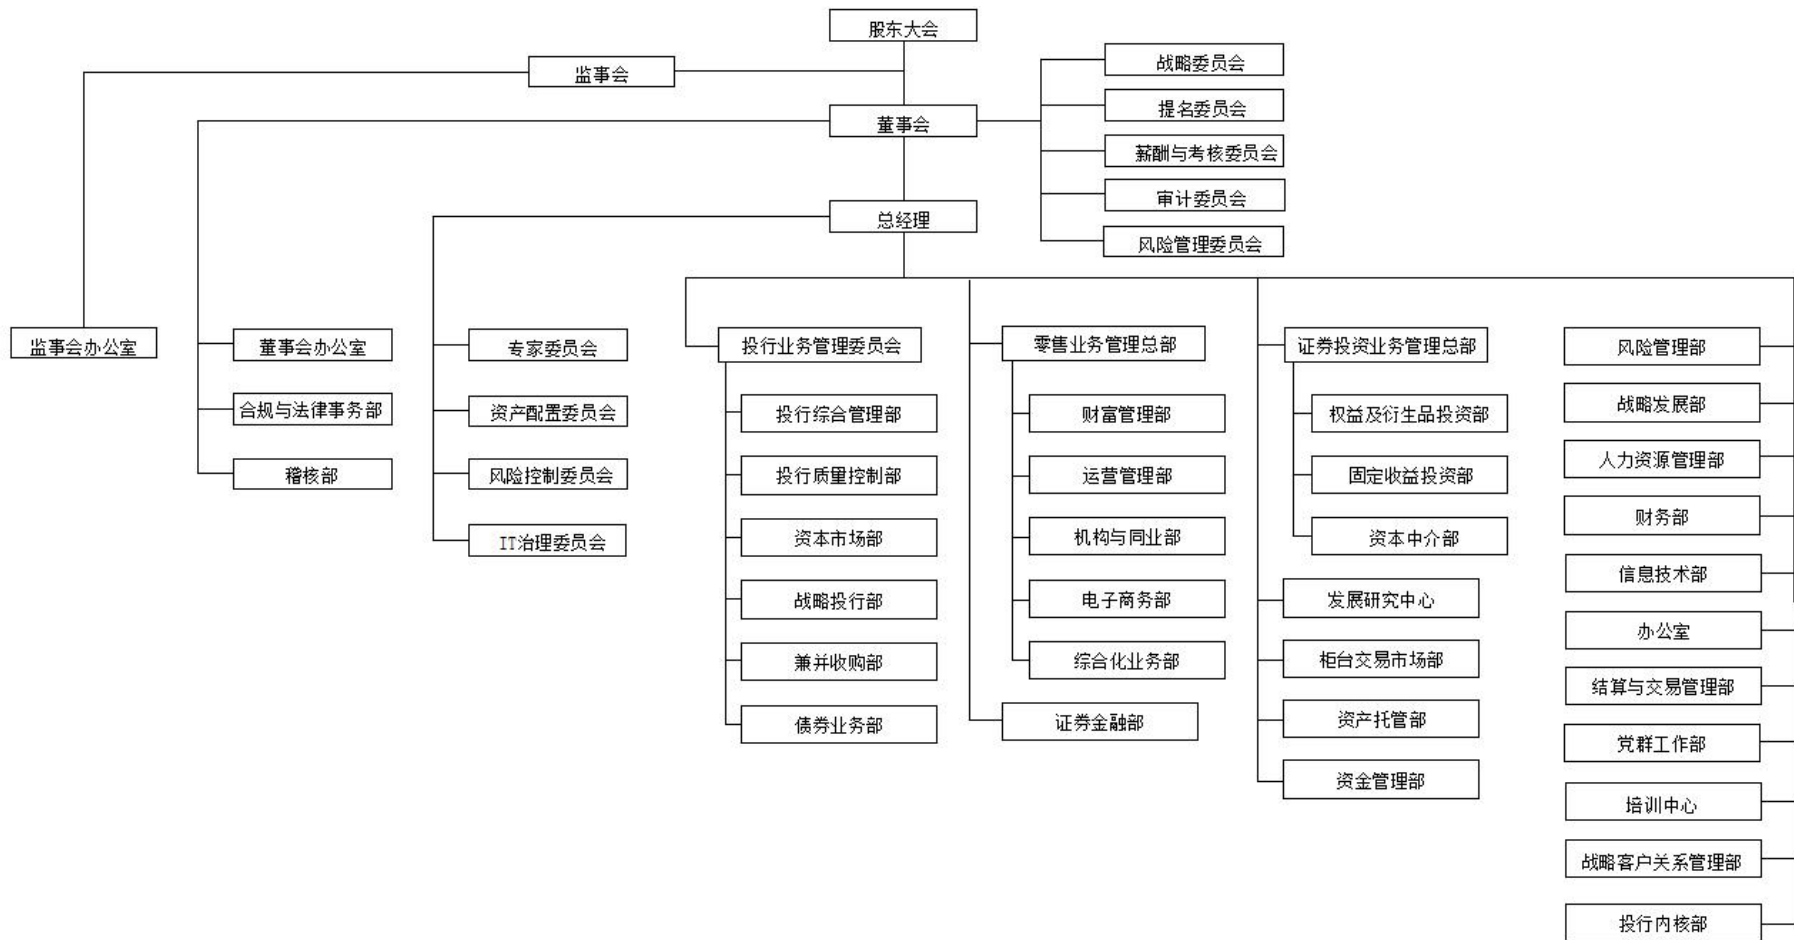 股东大会
监事会
董事会
战略委员会
提名委员会
薪酬与考核委员会
审计委员会
风险管理委员会
总经理
监事会办公室
董事会办公室
合规与法律事务部
稽核部
专家委员会
资产配置委员会
风险控制委员会
IT治理委员会
投行业务管理委员会
投行综合管理部
投行质量控制部
资本市场部
战略投行部
兼并收购部
债券业务部
零售业务管理总部
财富管理部
运营管理部
机构与同业部
电子商务部
综合化业务部
证券金融部
证券投资业务管理总部
权益及衍生品投资部
固定收益投资部
资本中介部
发展研究中心
柜台交易市场部
资产托管部
资金管理部
风险管理部
战略发展部
人力资源管理部
财务部
信息技术部
办公室
结算与交易管理部
党群工作部
培训中心
战略客户关系管理部
投行内核部